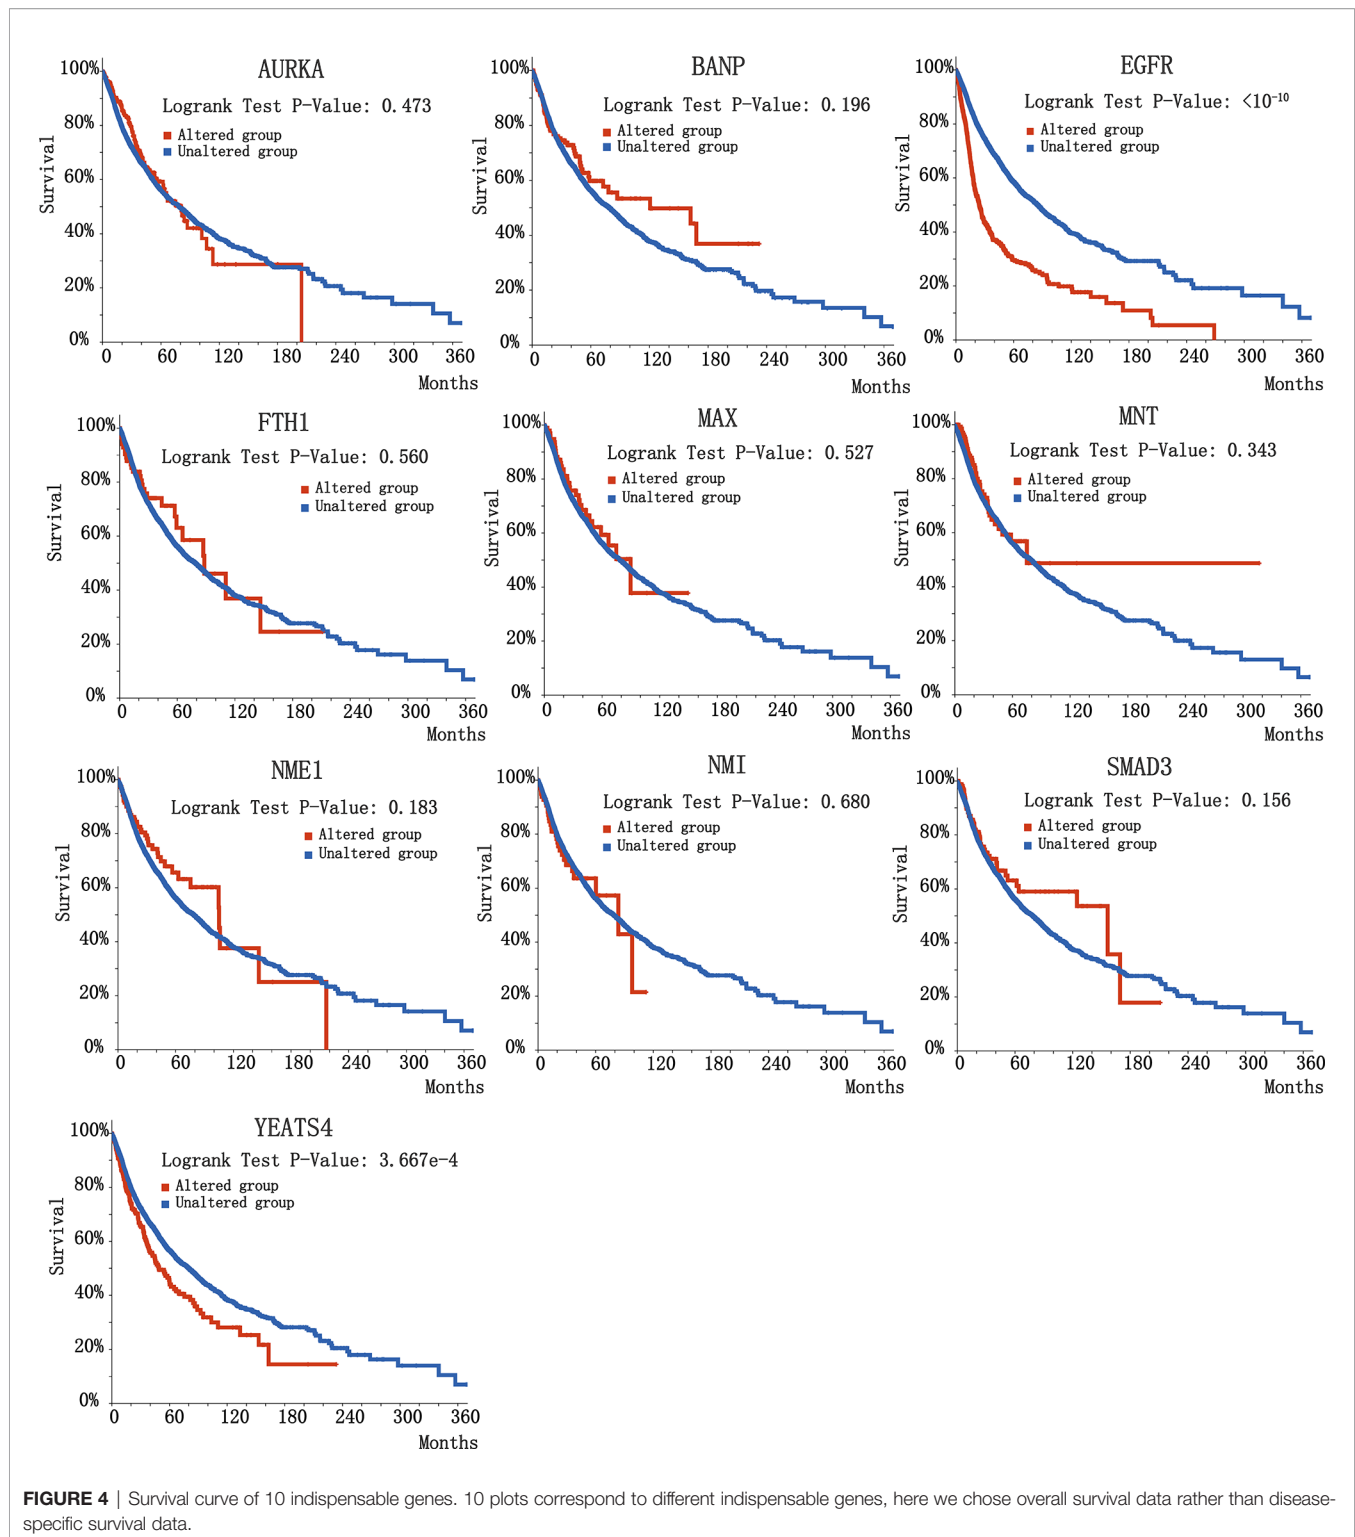 AURKA
Logrank Test P-Value: 0.473
Altered group
Unaltered group
100%
80%
60%
40%
20%
0%
Survival
0 60 120 180 240 300 360
Months
BANP
Logrank Test P-Value: 0.196
Altered group
Unaltered group
100%
80%
60%
40%
20%
0%
Survival
0 60 120 180 240 300 360
Months
EGFR
Logrank Test P-Value: <10⁻¹⁰
Altered group
Unaltered group
100%
80%
60%
40%
20%
0%
Survival
0 60 120 180 240 300 360
Months
FTH1
Logrank Test P-Value: 0.560
Altered group
Unaltered group
100%
80%
60%
40%
20%
0%
Survival
0 60 120 180 240 300 360
Months
MAX
Logrank Test P-Value: 0.527
Altered group
Unaltered group
100%
80%
60%
40%
20%
0%
Survival
0 60 120 180 240 300 360
Months
MNT
Logrank Test P-Value: 0.343
Altered group
Unaltered group
100%
80%
60%
40%
20%
0%
Survival
0 60 120 180 240 300 360
Months
NME1
Logrank Test P-Value: 0.183
Altered group
Unaltered group
100%
80%
60%
40%
20%
0%
Survival
0 60 120 180 240 300 360
Months
NMI
Logrank Test P-Value: 0.680
Altered group
Unaltered group
100%
80%
60%
40%
20%
0%
Survival
0 60 120 180 240 300 360
Months
SMAD3
Logrank Test P-Value: 0.156
Altered group
Unaltered group
100%
80%
60%
40%
20%
0%
Survival
0 60 120 180 240 300 360
Months
YEATS4
Logrank Test P-Value: 3.667e-4
Altered group
Unaltered group
100%
80%
60%
40%
20%
0%
Survival
0 60 120 180 240 300 360
Months
FIGURE 4 | Survival curve of 10 indispensable genes. 10 plots correspond to different indispensable genes, here we chose overall survival data rather than disease-
specific survival data.